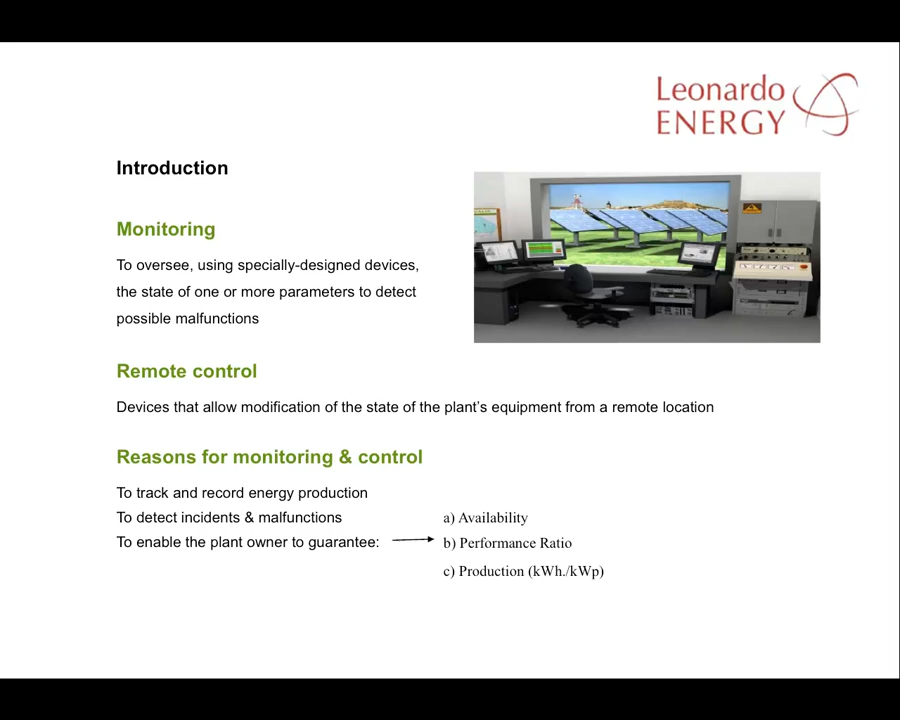 Leonardo
ENERGY
Introduction
Monitoring
To oversee, using specially-designed devices,
the state of one or more parameters to detect
possible malfunctions
Remote control
Devices that allow modification of the state of the plant's equipment from a remote location
Reasons for monitoring & control
To track and record energy production
To detect incidents & malfunctions
a) Availability
To enable the plant owner to guarantee:
b) Performance Ratio
c) Production (kWh./kWp)